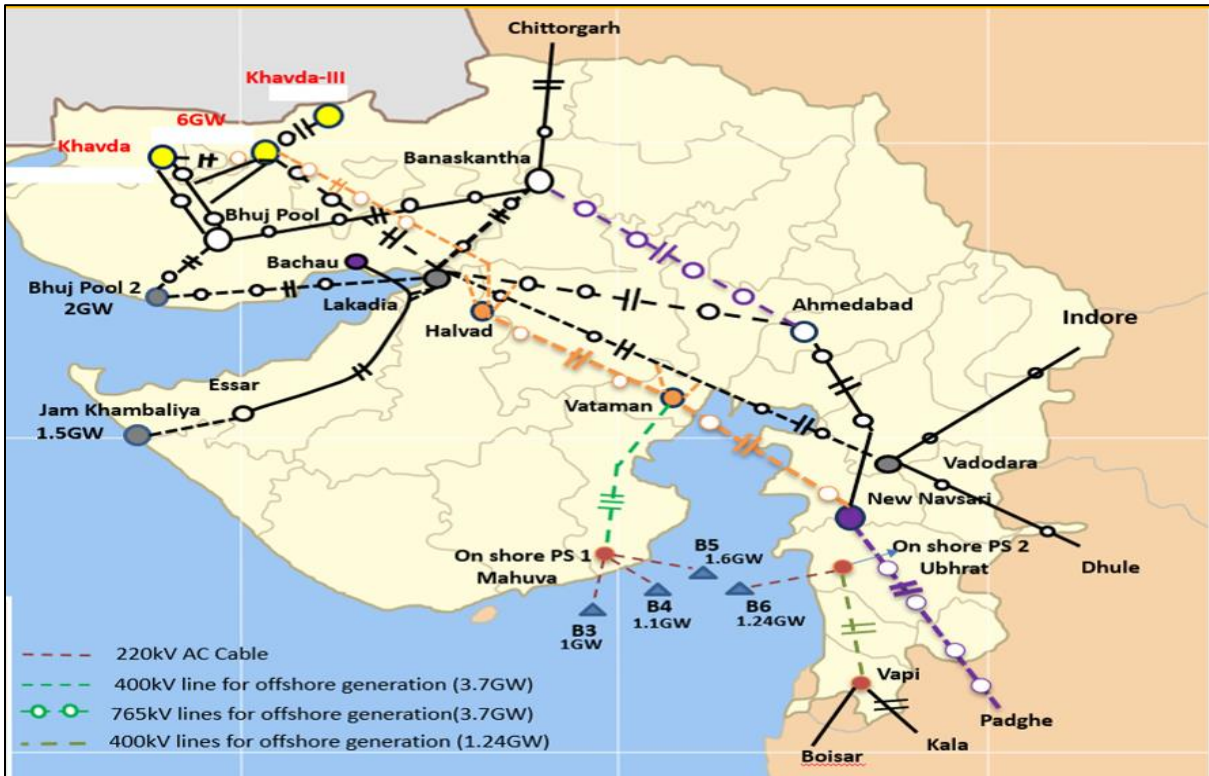 Chittorgarh
Khavda-III
6GW
Khavda
Banaskantha
Bhuj Pool
Bachau
Bhuj Pool 2
2GW
Lakadia
Halvad
Ahmedabad
Indore
Essar
Jam Khambaliya
1.5GW
Vataman
Vadodara
New Navsari
On shore PS 1
Mahuva
On shore PS 2
Ubhrat
Dhule
B5
1.6GW
B4
1.1GW
B6
1.24GW
B3
1GW
220kV AC Cable
400kV line for offshore generation (3.7GW)
765kV lines for offshore generation(3.7GW)
400kV lines for offshore generation (1.24GW)
Vapi
Padghe
Kala
Boisar